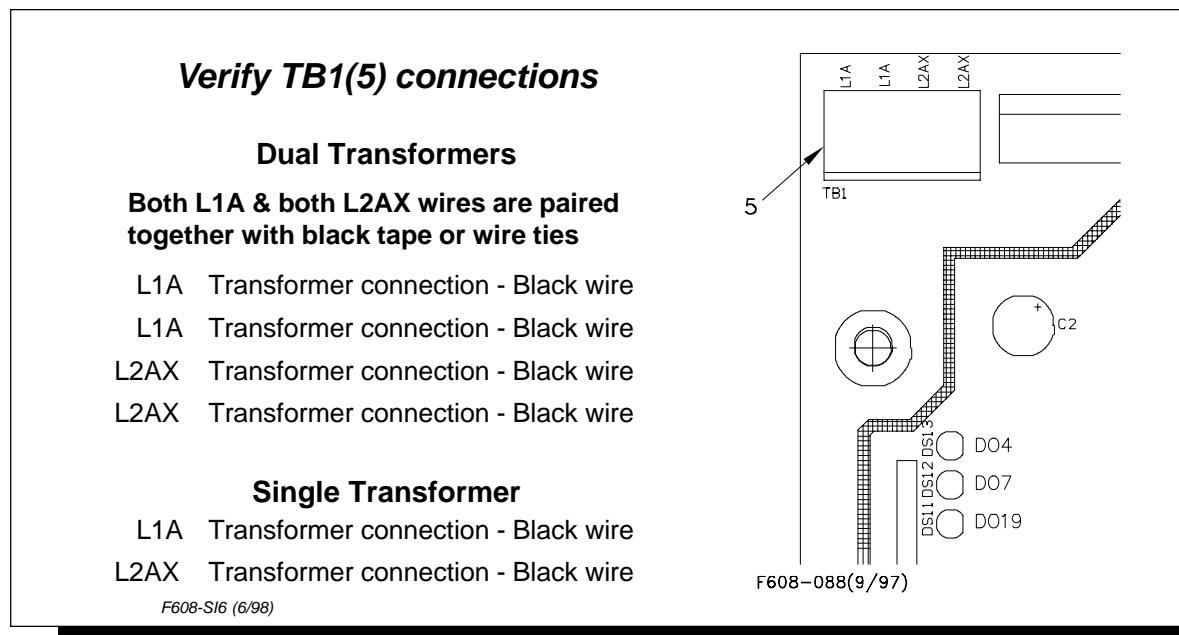 Verify TB1(5) connections
Dual Transformers
Both L1A & both L2AX wires are paired
together with black tape or wire ties
L1A Transformer connection - Black wire
L1A Transformer connection - Black wire
L2AX Transformer connection - Black wire
L2AX Transformer connection - Black wire
Single Transformer
L1A Transformer connection - Black wire
L2AX Transformer connection - Black wire
F608-SI6 (6/98)
L1A
L1A
L2AX
L2AX
TB1
5
+
C2
DS13
DO4
DS12
DO7
DS11
DO19
F608-088(9/97)